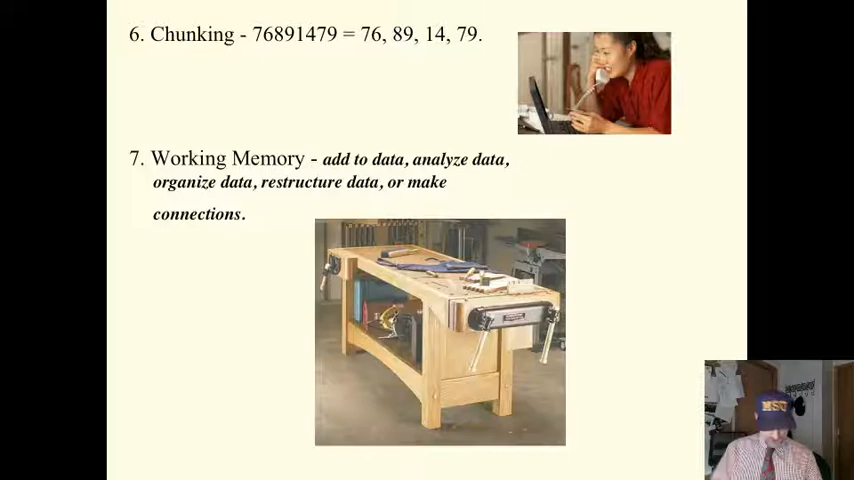 6. Chunking - 76891479 = 76, 89, 14, 79.
7. Working Memory - add to data, analyze data,
organize data, restructure data, or make
connections.
MSU